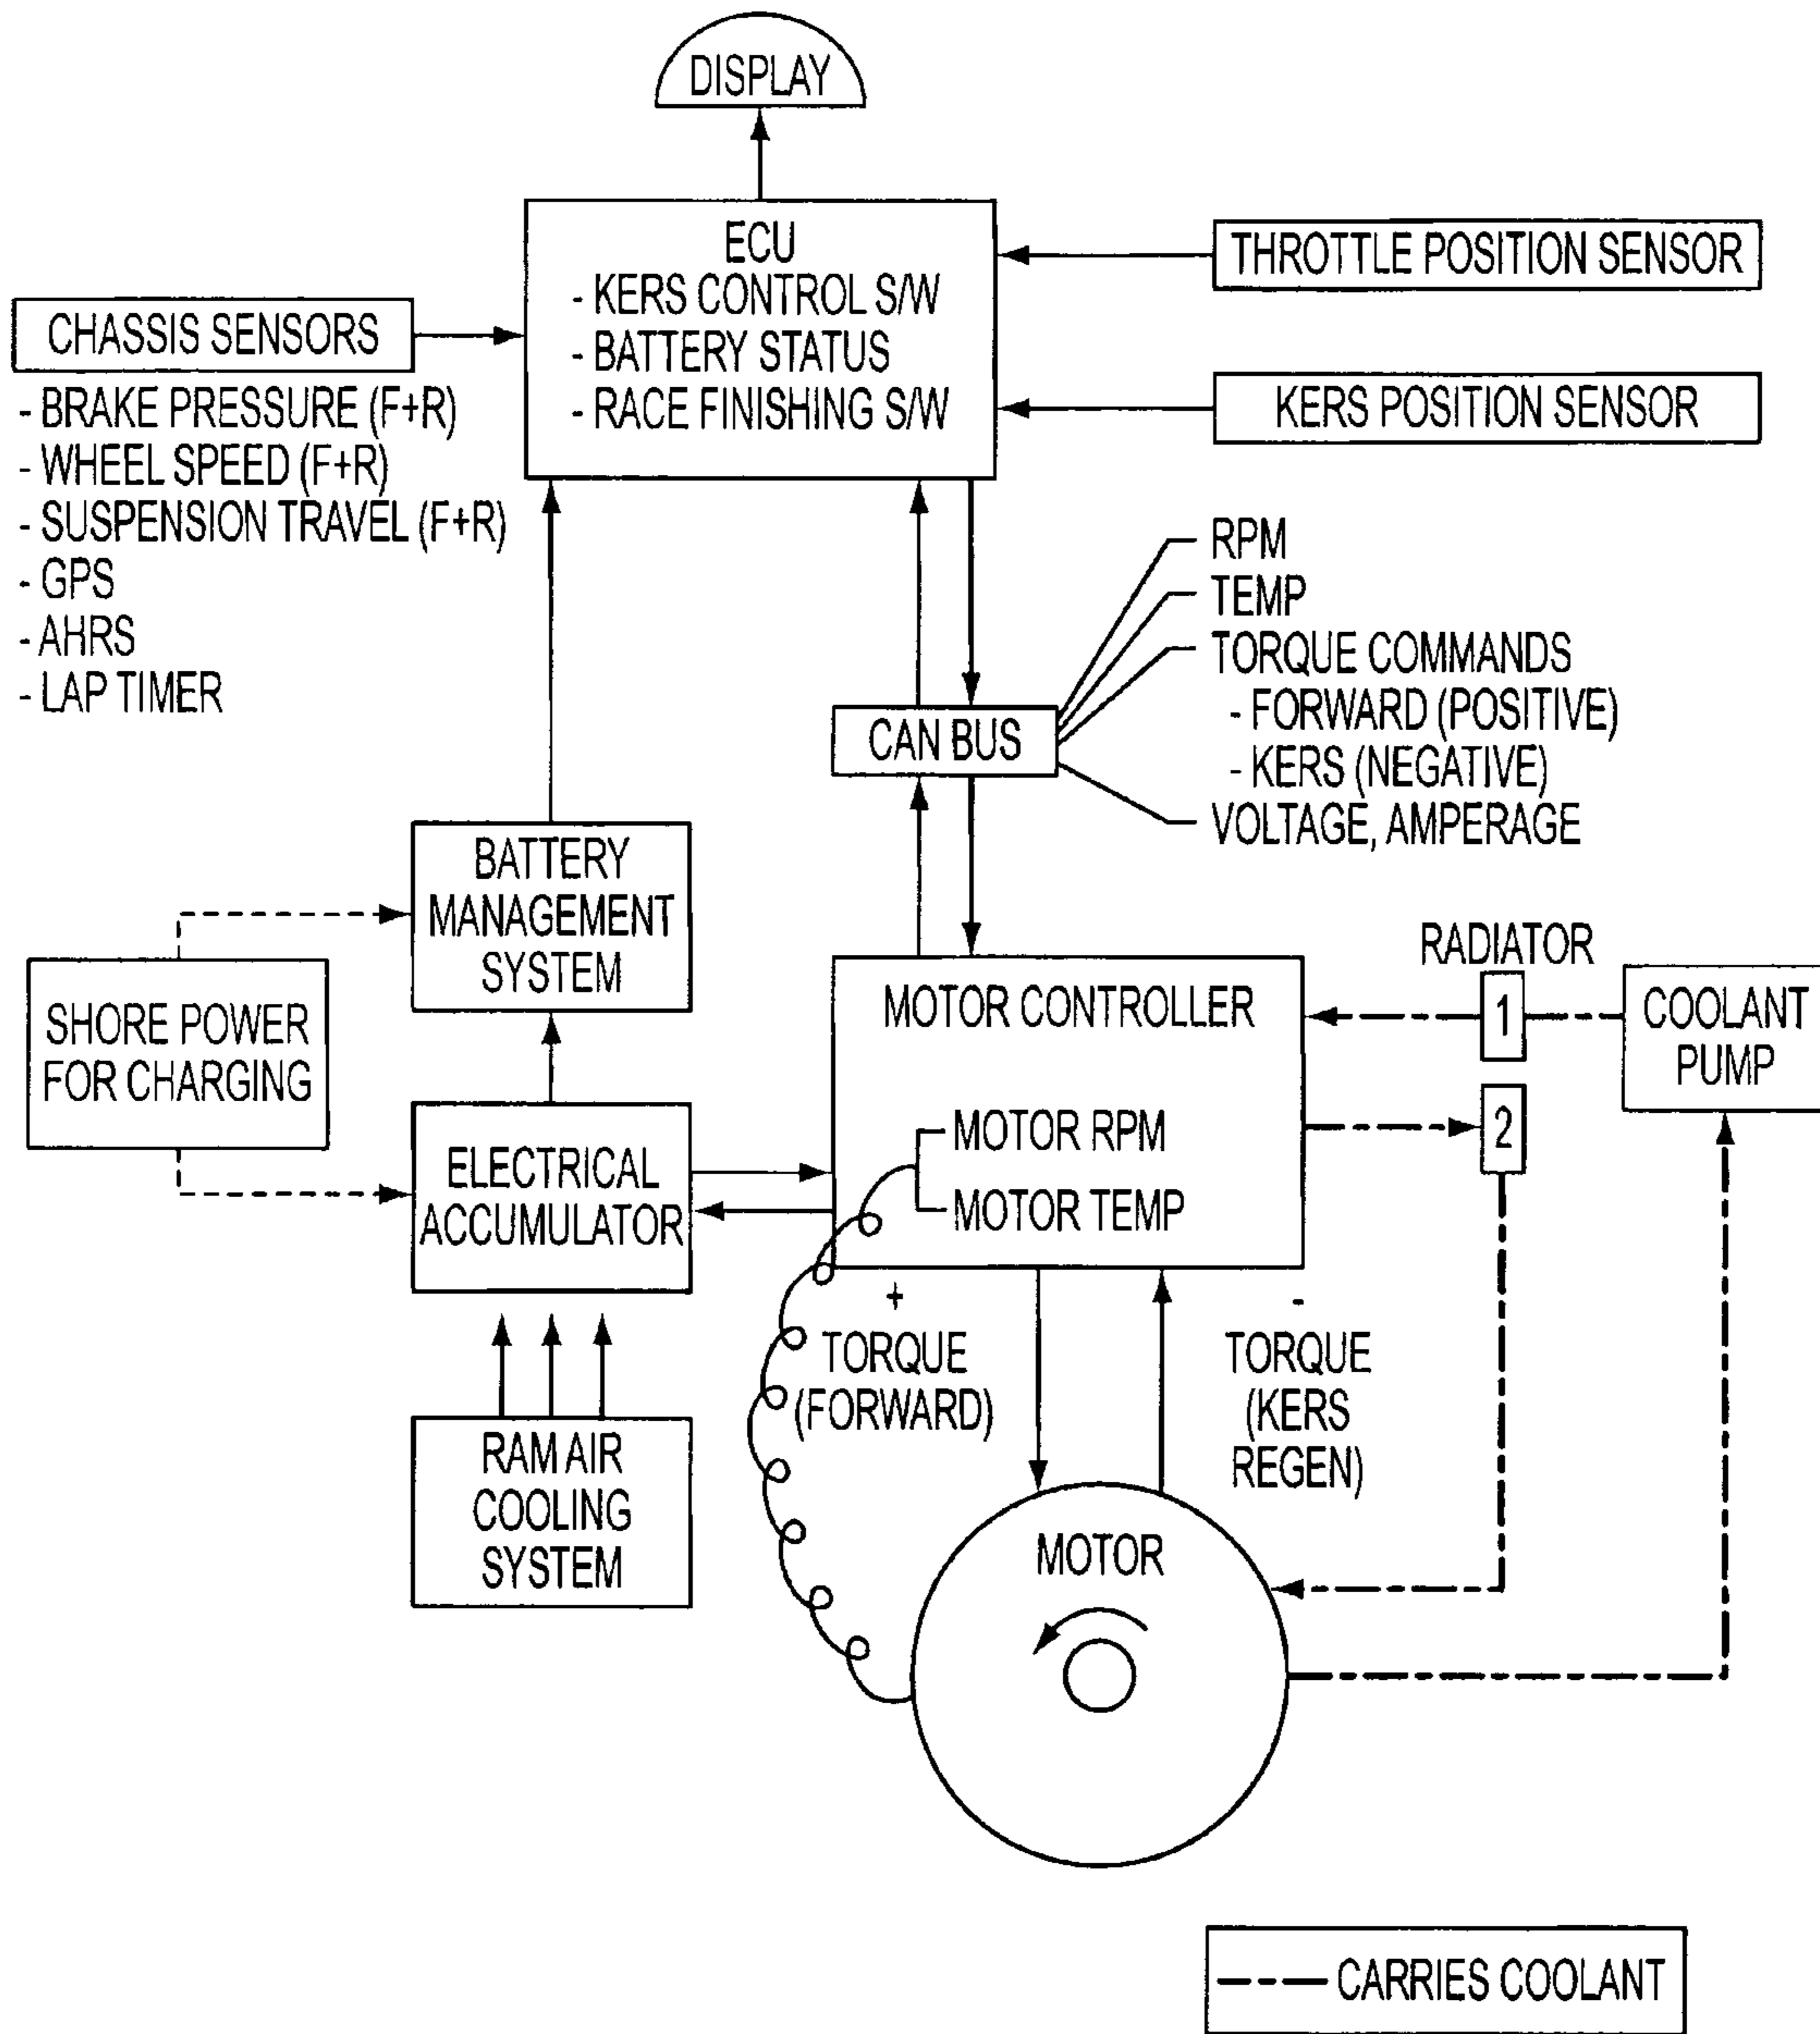 DISPLAY
ECU
- KERS CONTROL S/W
- BATTERY STATUS
- RACE FINISHING S/W
THROTTLE POSITION SENSOR
KERS POSITION SENSOR
CHASSIS SENSORS
- BRAKE PRESSURE (F+R)
- WHEEL SPEED (F+R)
- SUSPENSION TRAVEL (F+R)
- GPS
- AHRS
- LAP TIMER
RPM
TEMP
TORQUE COMMANDS
- FORWARD (POSITIVE)
- KERS (NEGATIVE)
VOLTAGE, AMPERAGE
CAN BUS
BATTERY
MANAGEMENT
SYSTEM
SHORE POWER
FOR CHARGING
ELECTRICAL
ACCUMULATOR
RAM AIR
COOLING
SYSTEM
MOTOR CONTROLLER
MOTOR RPM
MOTOR TEMP
RADIATOR
1
2
COOLANT
PUMP
+
TORQUE
(FORWARD)
-
TORQUE
(KERS
REGEN)
MOTOR
CARRIES COOLANT